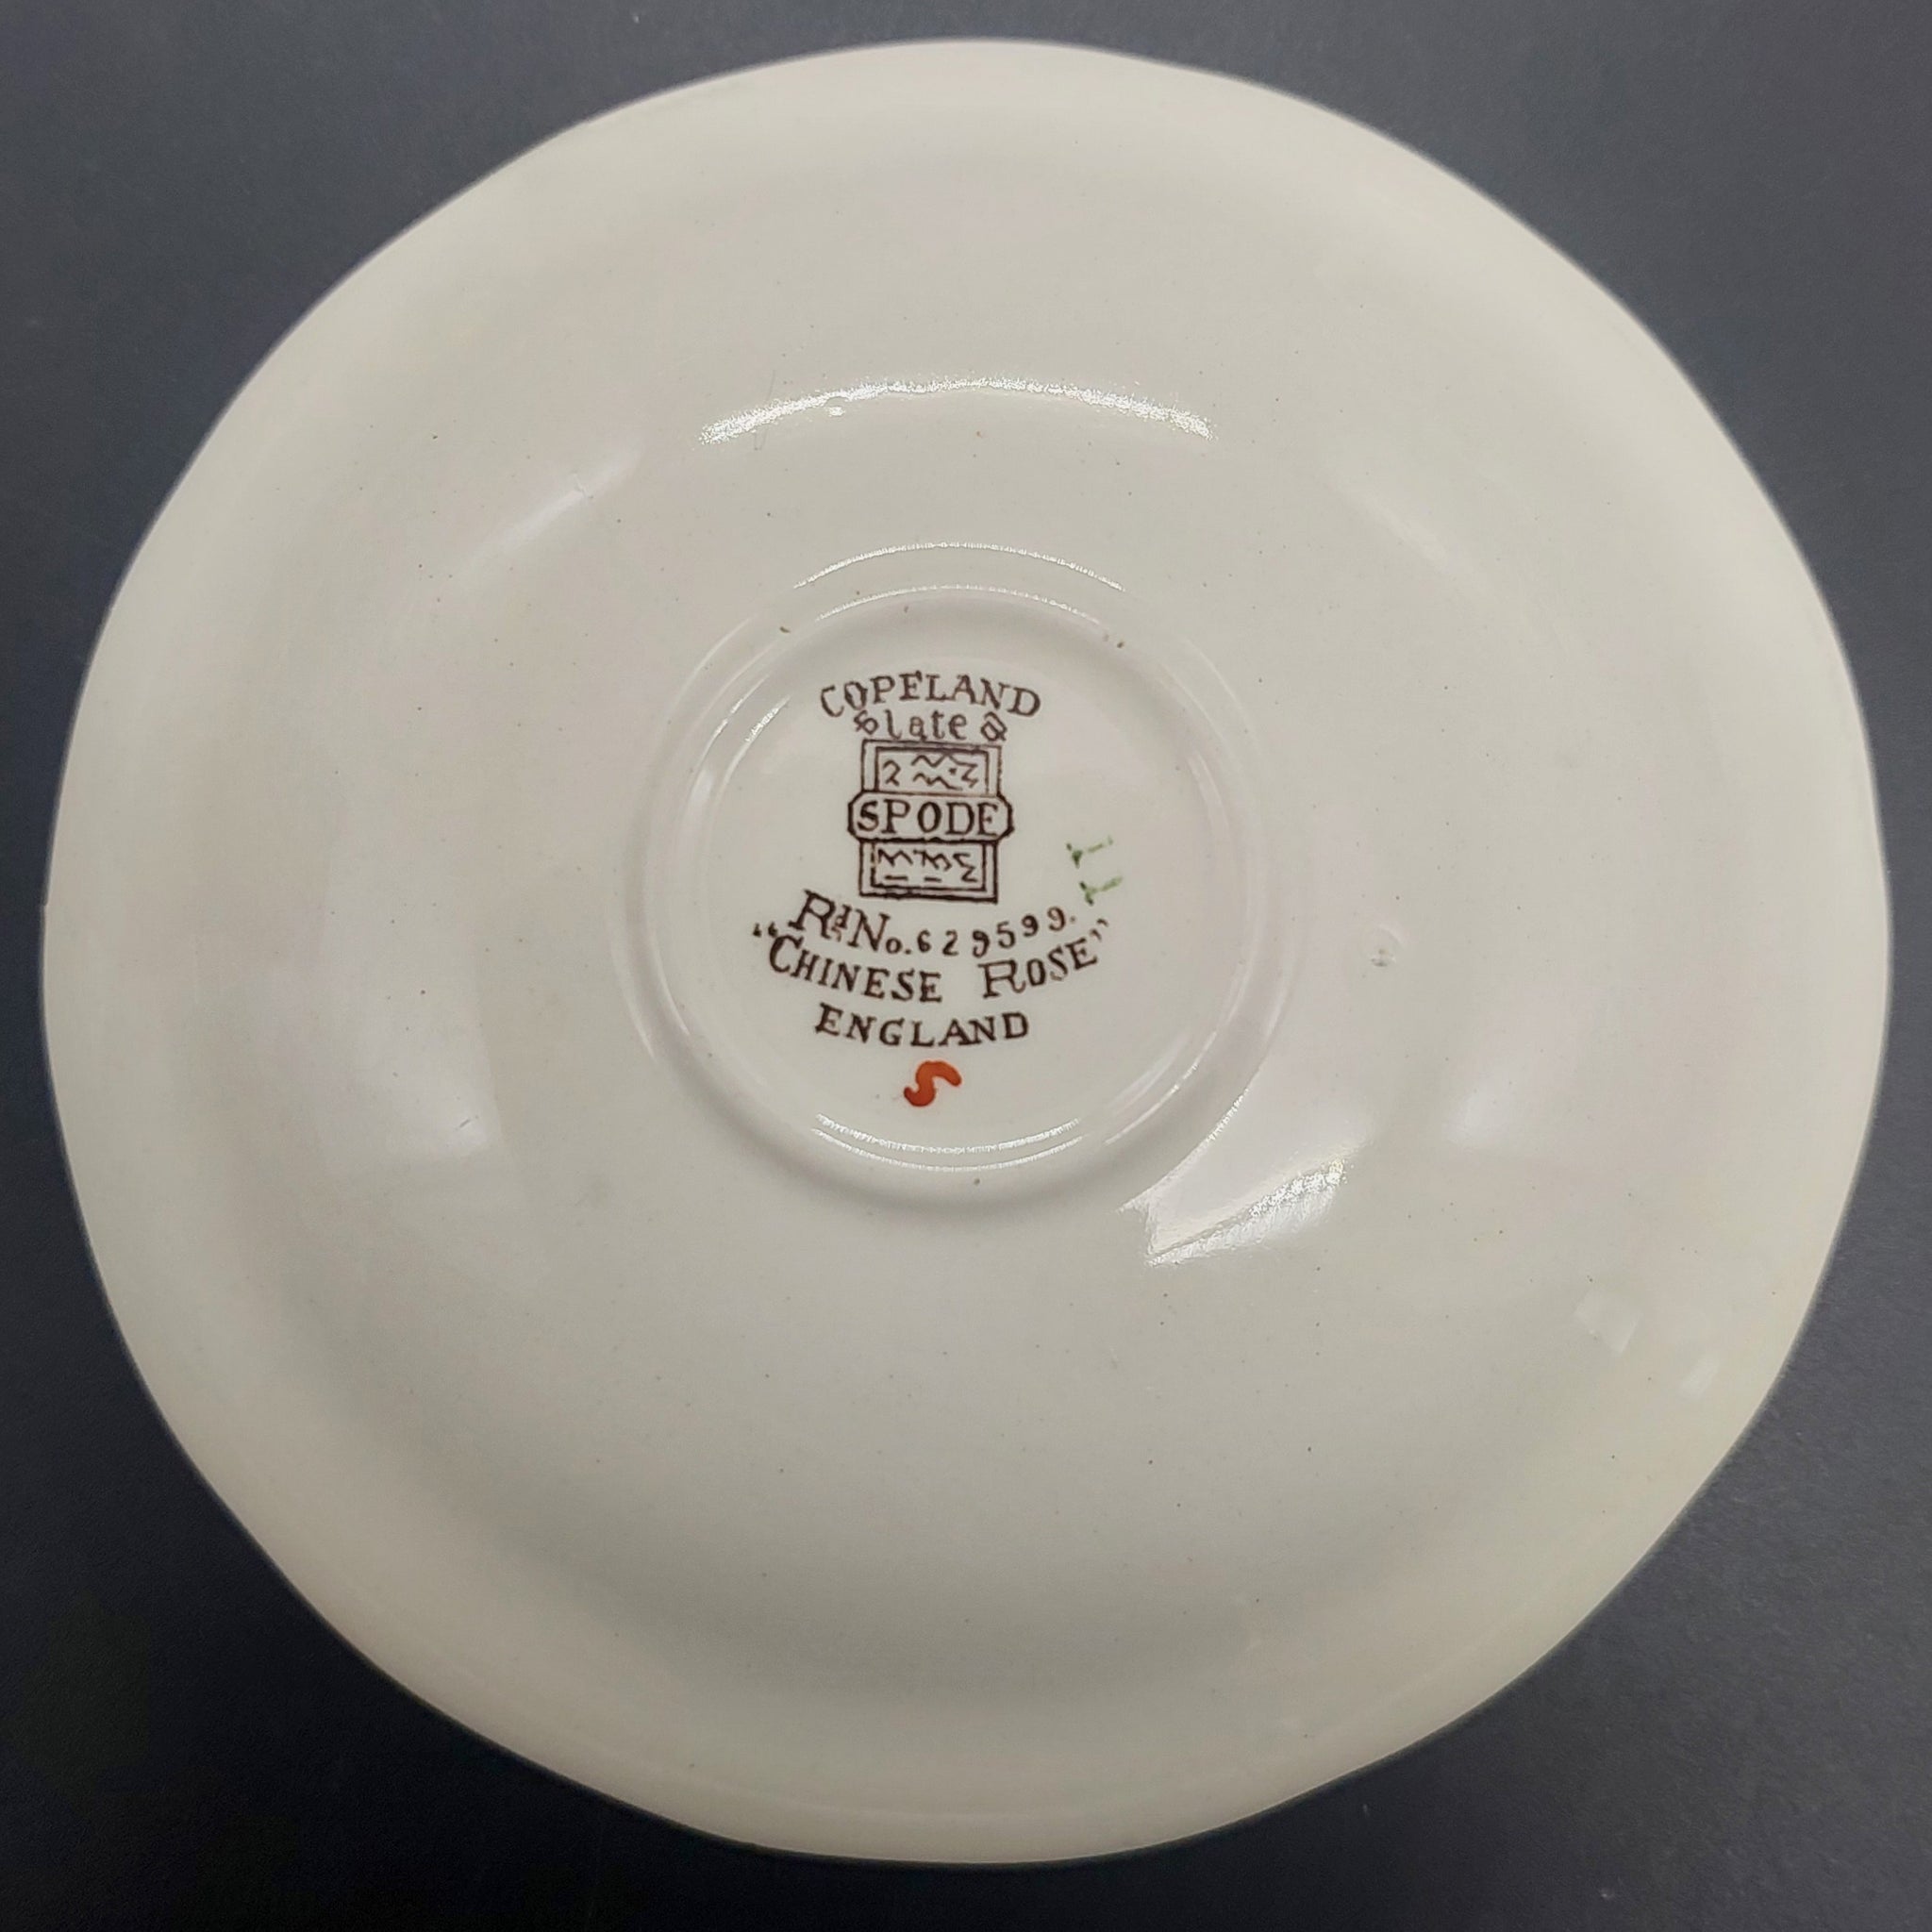 COPELAND
late
SPODE
Rd No. 629599.
"CHINESE ROSE"
ENGLAND
S